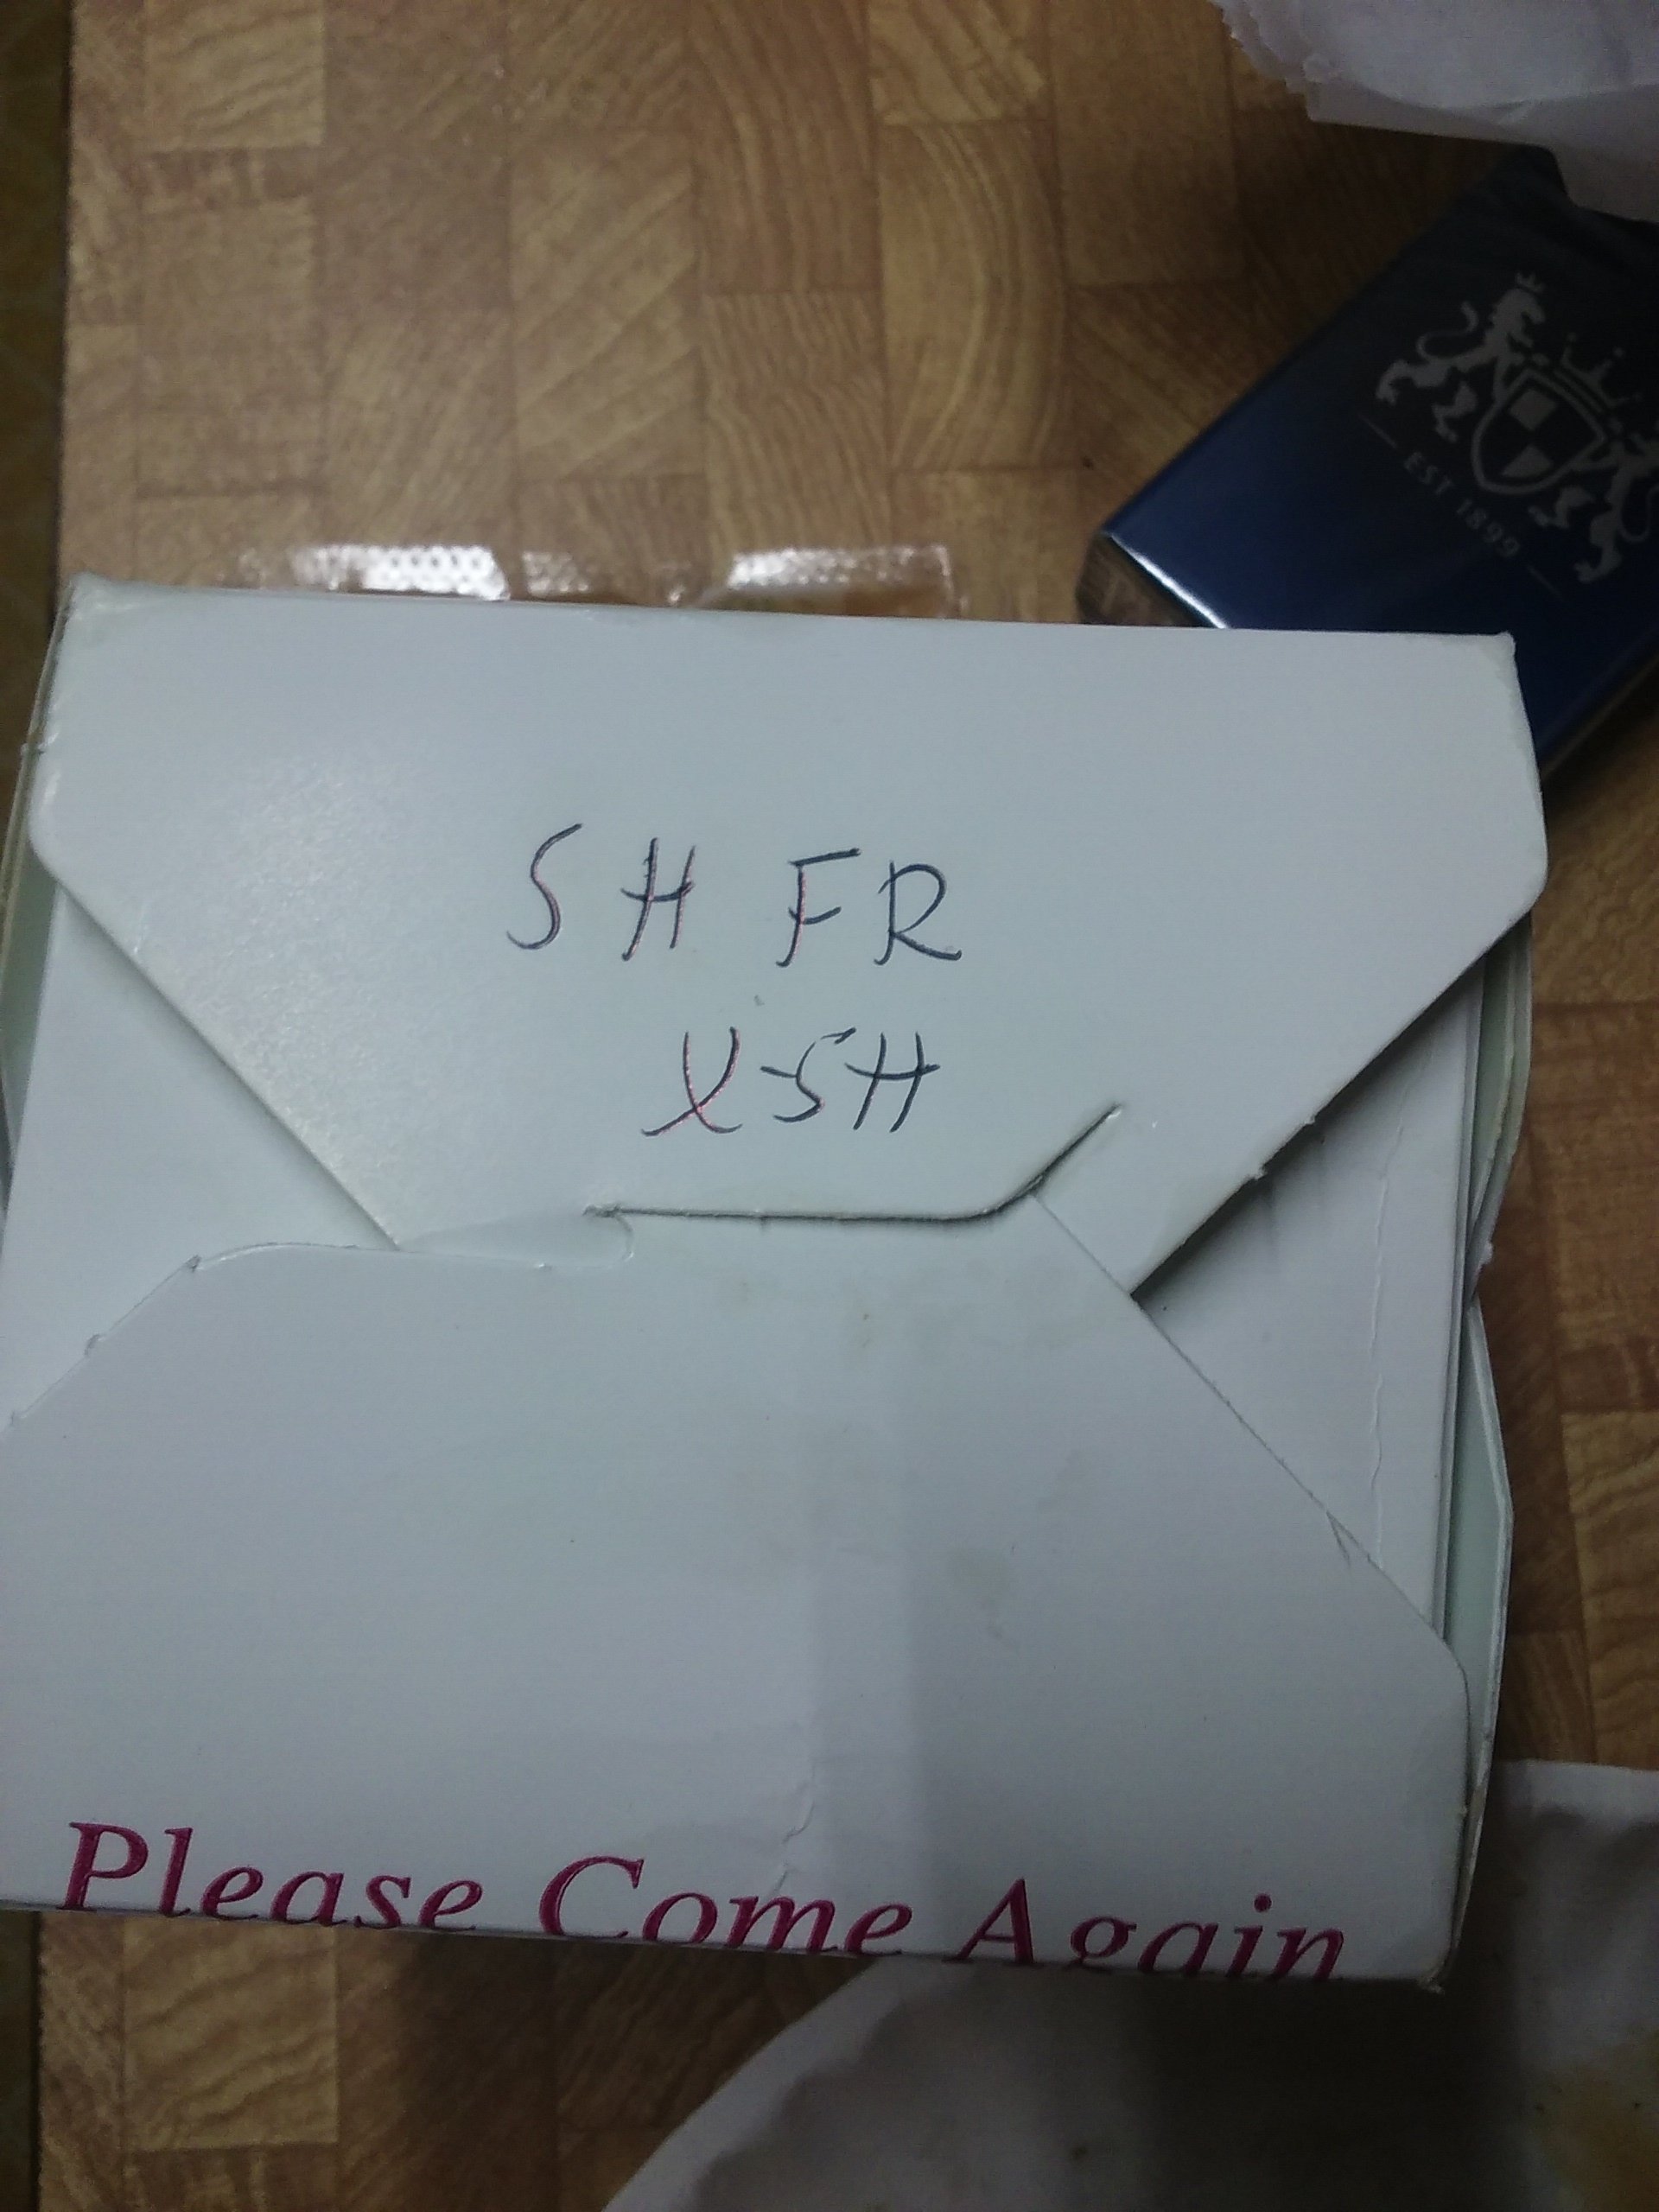 EST 1899
SH FR
X-SH
Please Come Again